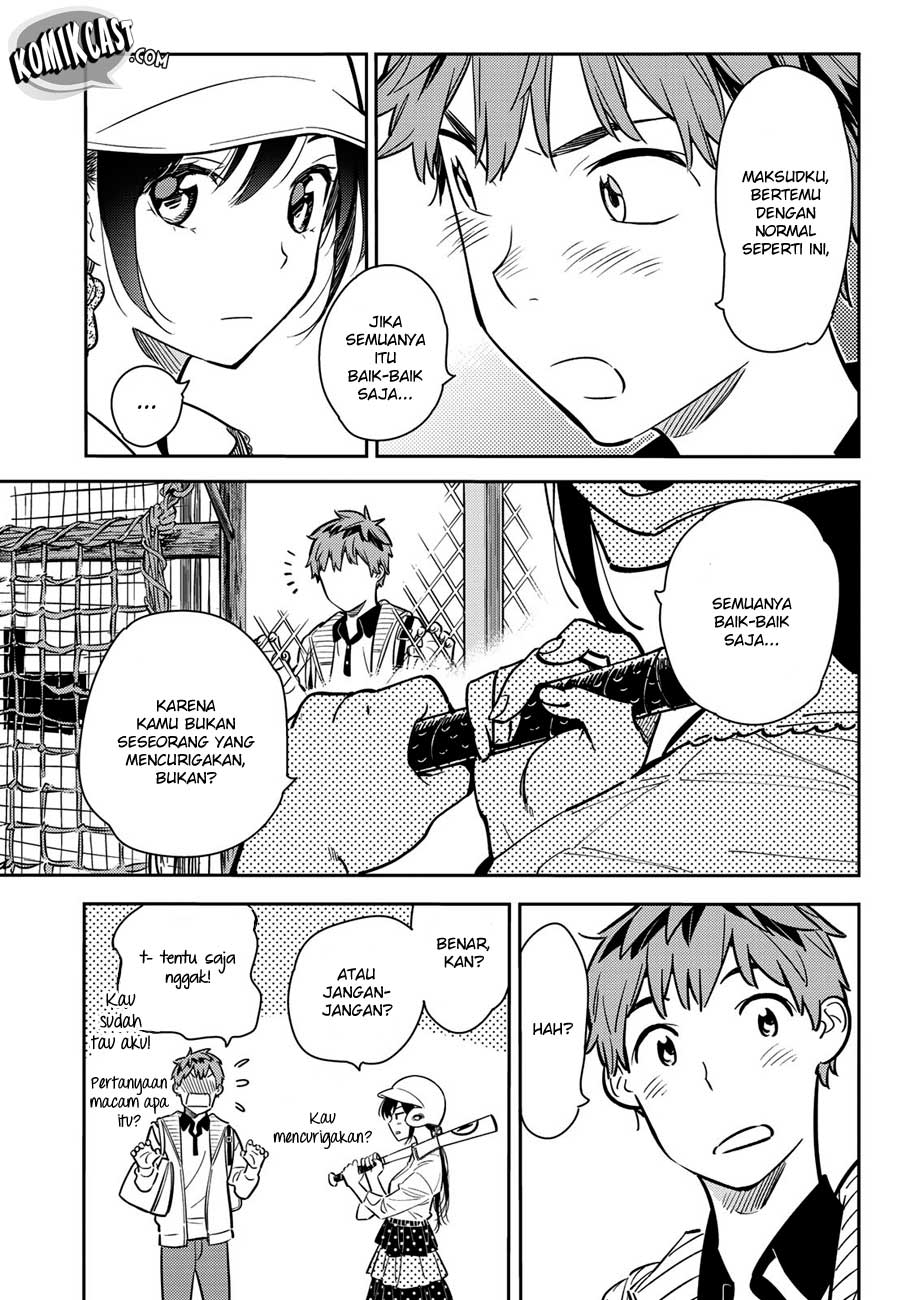 KOMIKCAST
.COM
MAKSUDKU,
BERTEMU
DENGAN
NORMAL
SEPERTI INI,
JIKA
SEMUANYA
ITU
BAIK-BAIK
SAJA...
...
SEMUANYA
BAIK-BAIK
SAJA...
KARENA
KAMU BUKAN
SESEORANG YANG
MENCURIGAKAN,
BUKAN?
HAH?
BENAR,
KAN?
ATAU
JANGAN-
JANGAN?
Kau
mencurigakan?
t- tentu saja
nggak!
Kau
sudah
tau aku!
Pertanyaan
macam apa
itu?